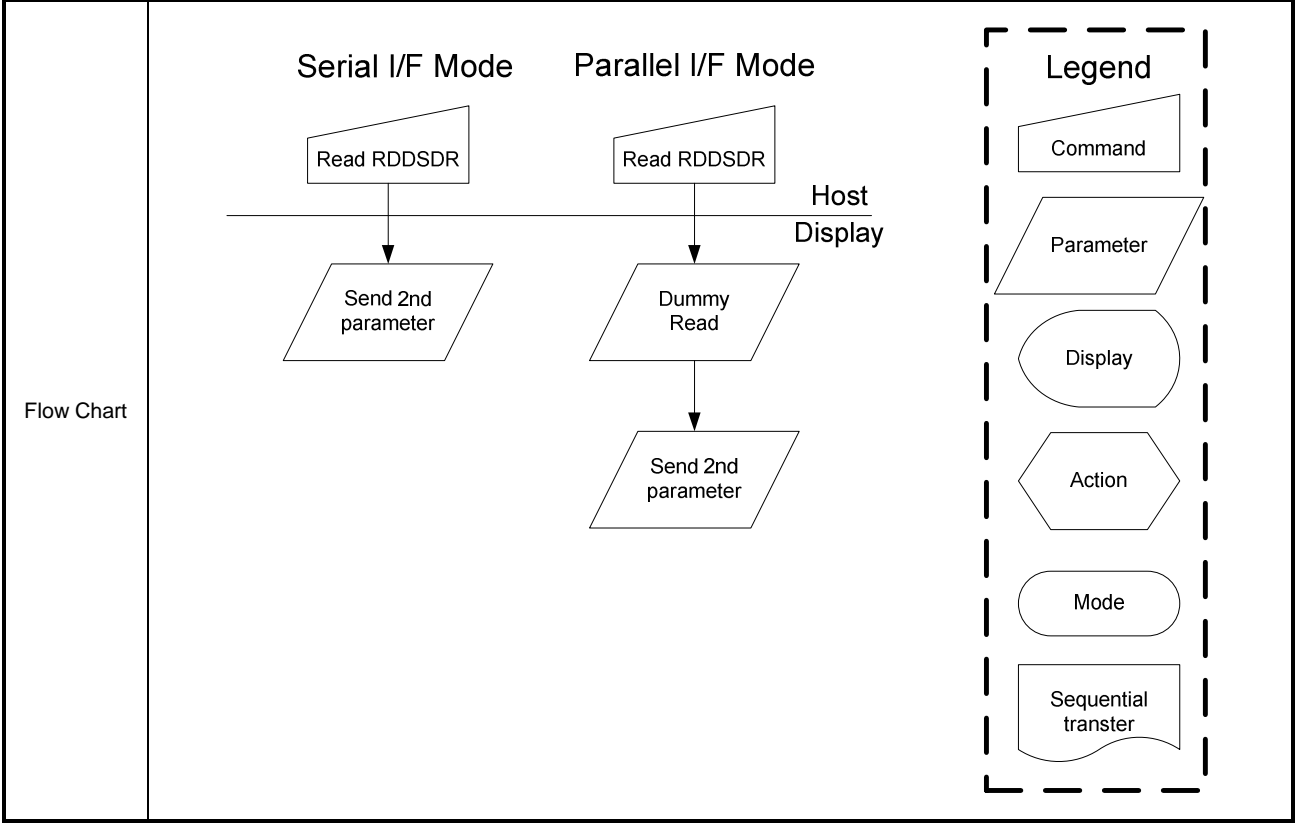 Flow Chart
Serial I/F Mode
Parallel I/F Mode
Read RDDSDR
Read RDDSDR
Host
Display
Send 2nd
parameter
Dummy
Read
Send 2nd
parameter
Legend
Command
Parameter
Display
Action
Mode
Sequential
transter